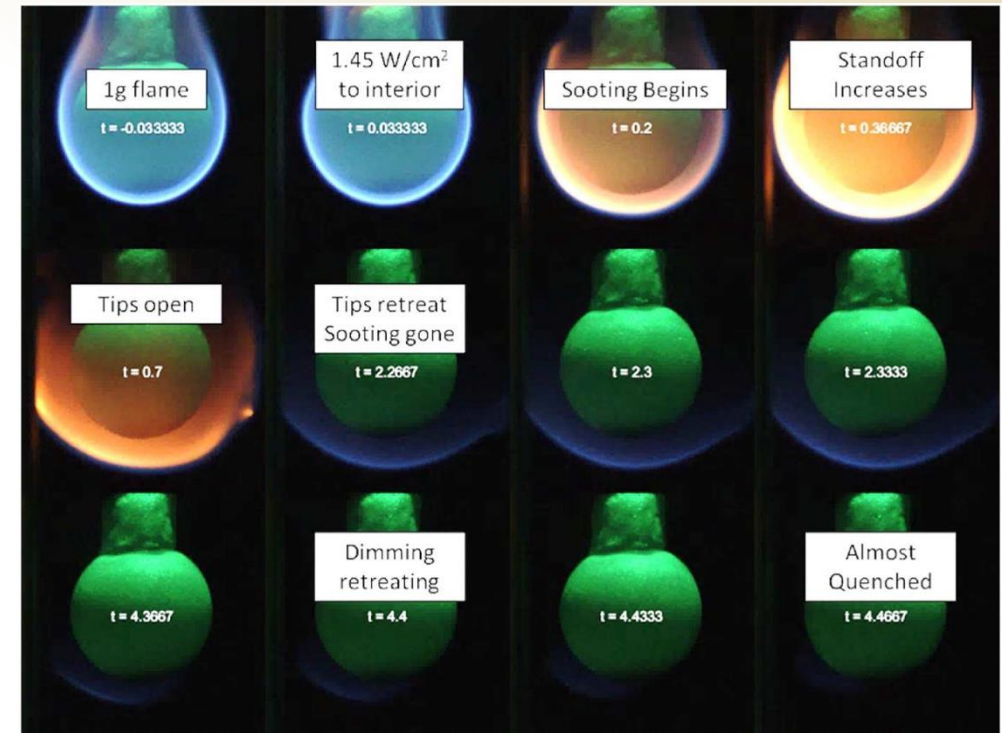 1g flame
t = -0.033333
1.45 W/cm²
to interior
t = 0.033333
Sooting Begins
t = 0.2
Standoff
Increases
t = 0.36667
Tips open
t = 0.7
Tips retreat
Sooting gone
t = 2.2667
t = 2.3
t = 2.3333
t = 4.3667
Dimming
retreating
t = 4.4
t = 4.4333
Almost
Quenched
t = 4.4667